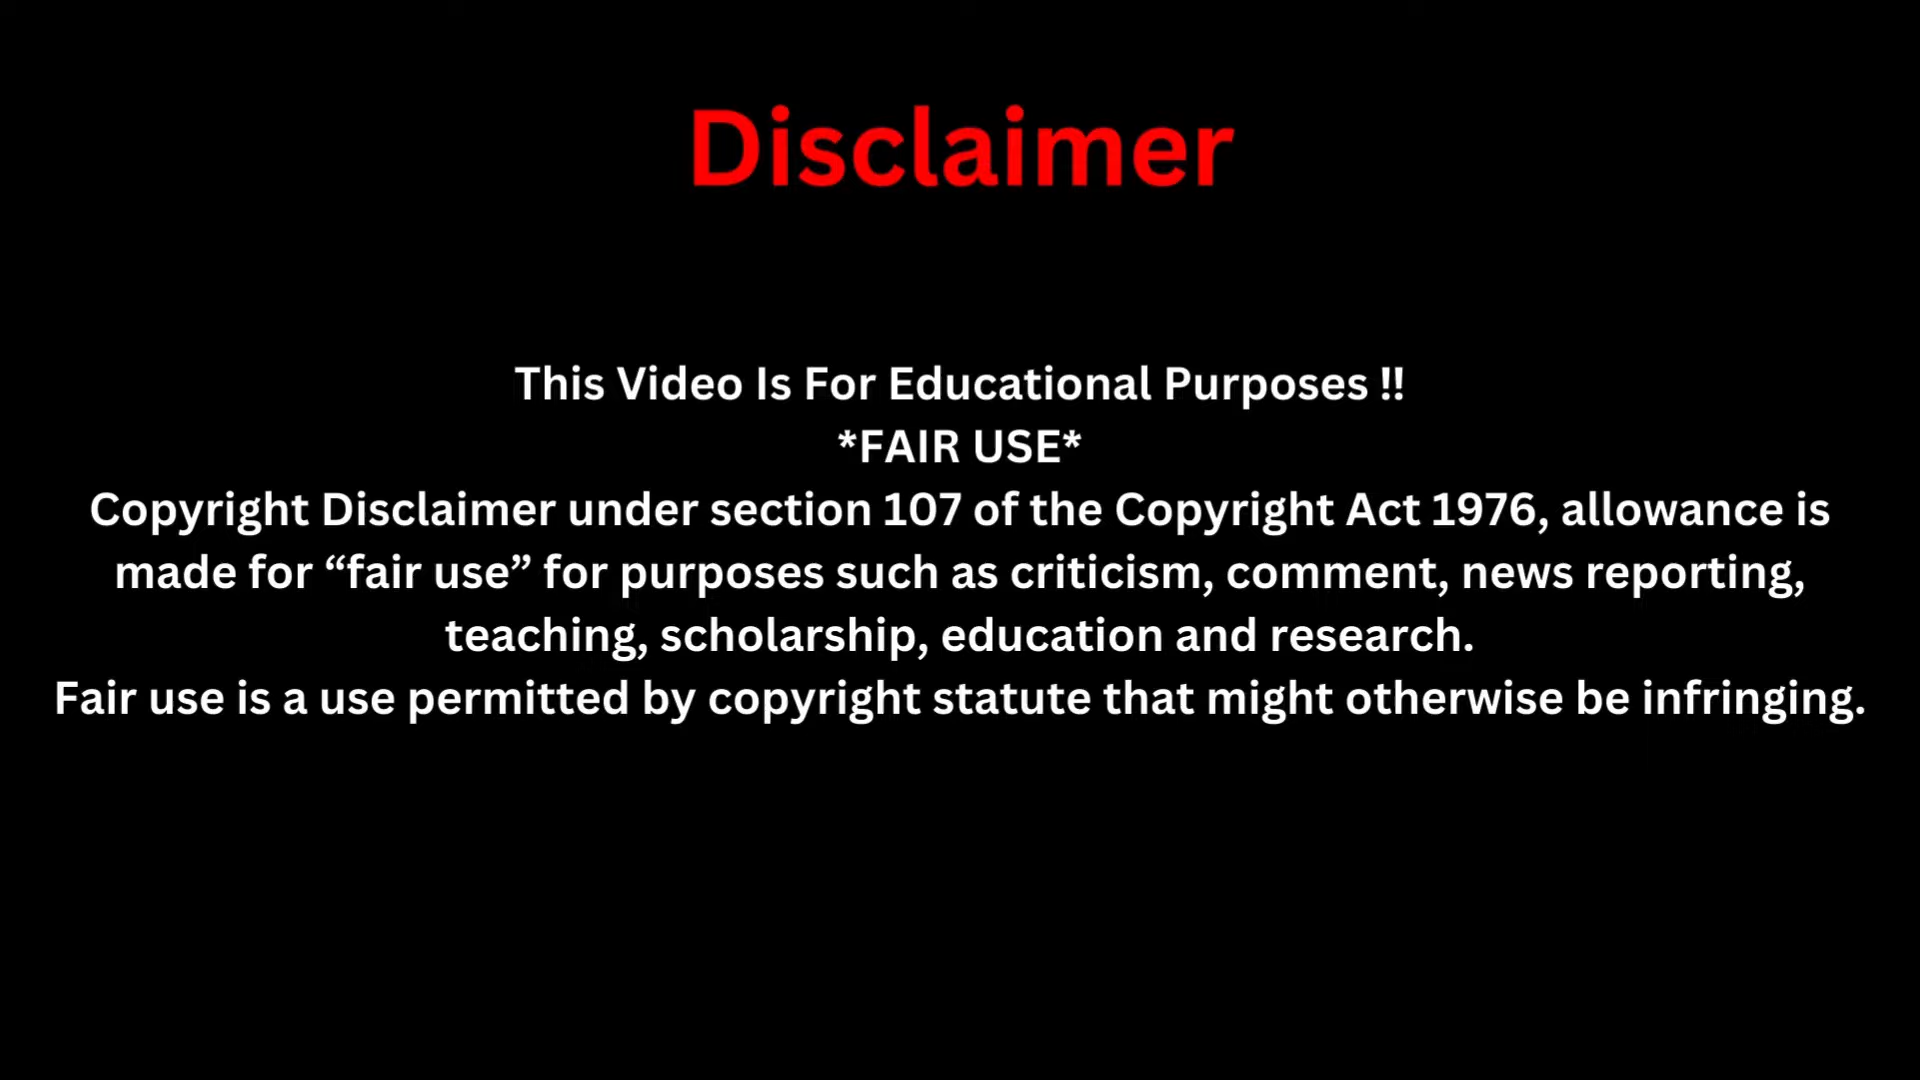 Disclaimer
This Video Is For Educational Purposes !!
*FAIR USE*
Copyright Disclaimer under section 107 of the Copyright Act 1976, allowance is
made for “fair use” for purposes such as criticism, comment, news reporting,
teaching, scholarship, education and research.
Fair use is a use permitted by copyright statute that might otherwise be infringing.